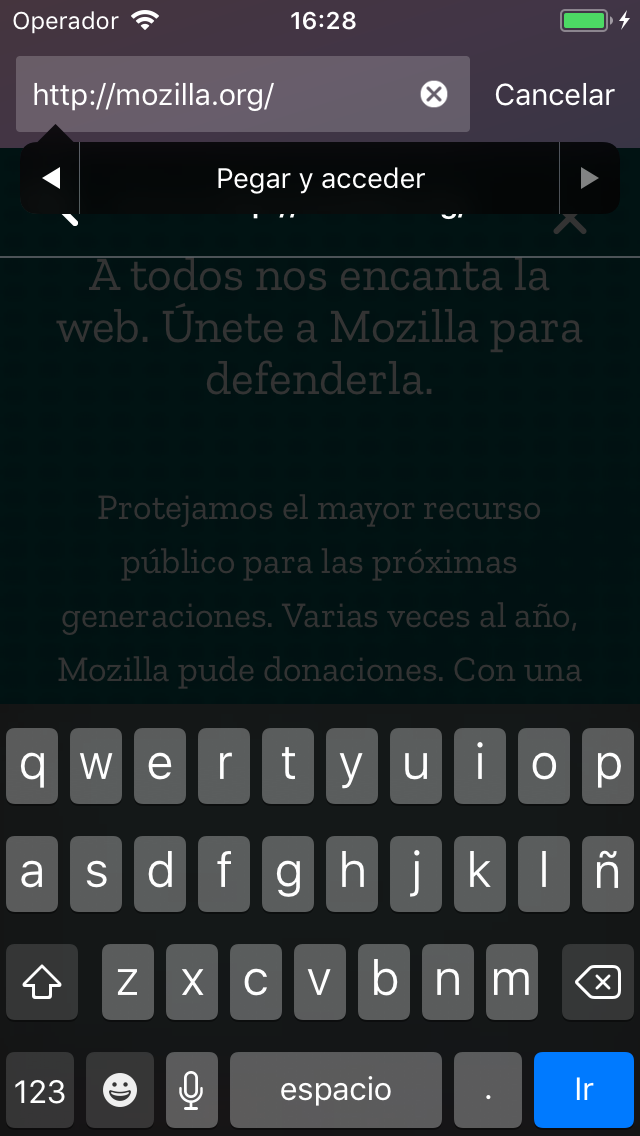 Operador 16:28
http://mozilla.org/ Cancelar
Pegar y acceder
A todos nos encanta la
web. Únete a Mozilla para
defenderla.
Protejamos el mayor recurso
público para las próximas
generaciones. Varias veces al año,
Mozilla pude donaciones. Con una
q w e r t y u i o p
a s d f g h j k l ñ
z x c v b n m
123 espacio . Ir